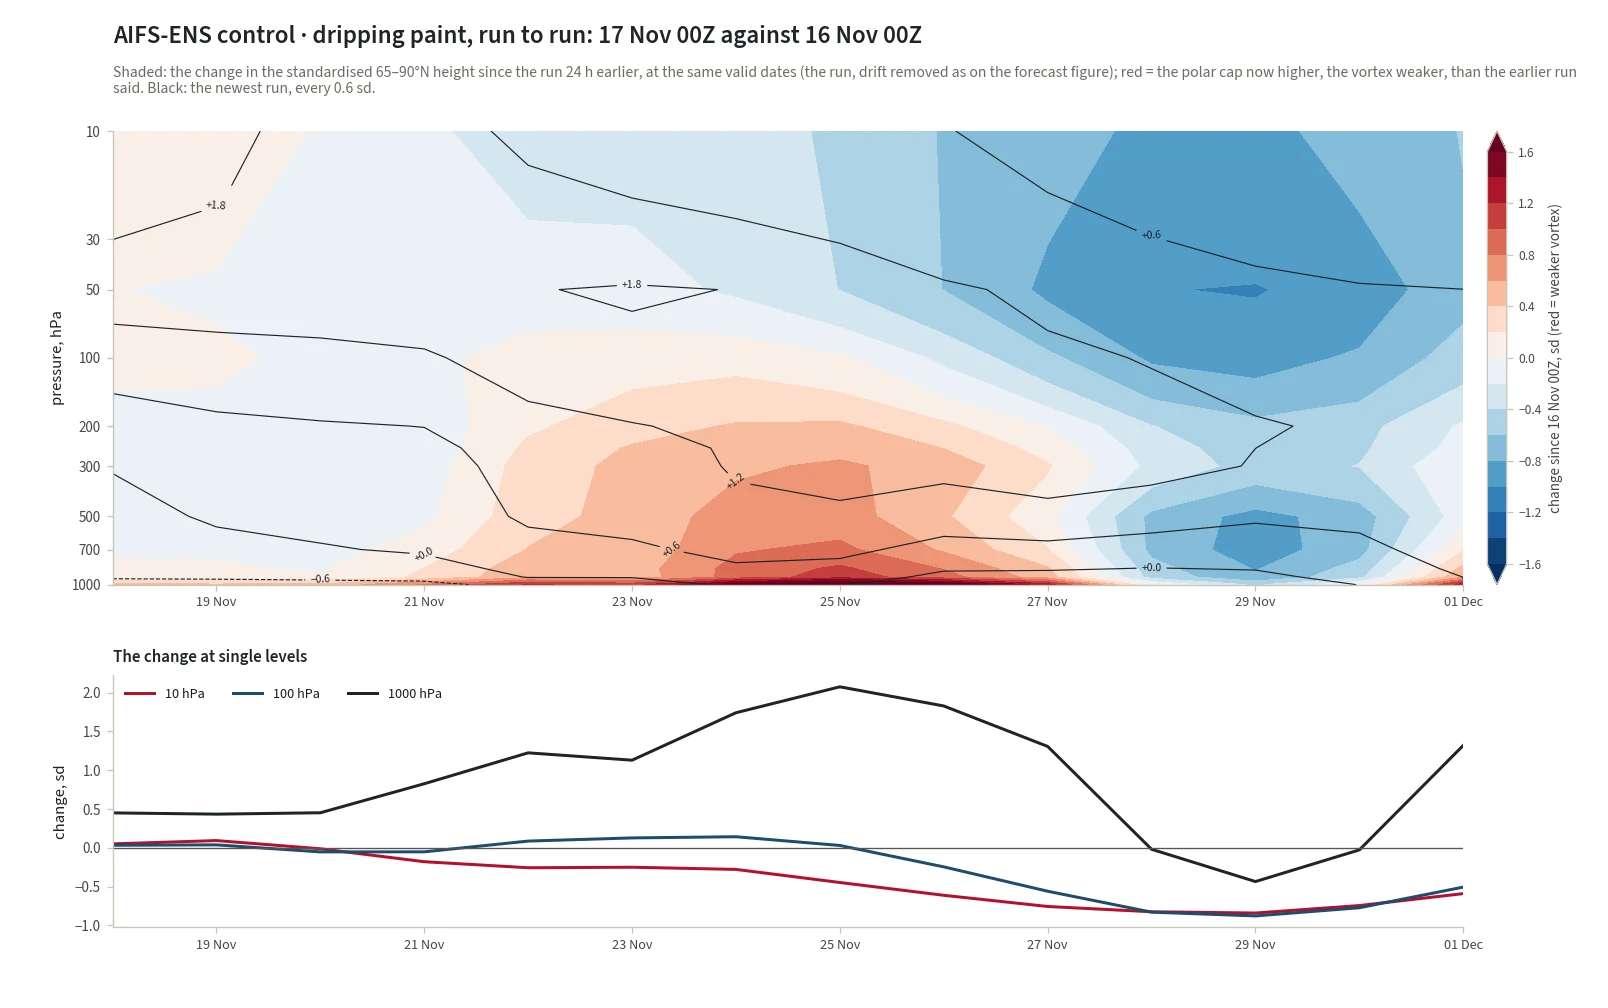 AIFS-ENS control · dripping paint, run to run: 17 Nov 00Z against 16 Nov 00Z
Shaded: the change in the standardised 65–90°N height since the run 24 h earlier, at the same valid dates (the run, drift removed as on the forecast figure); red = the polar cap now higher, the vortex weaker, than the earlier run
said. Black: the newest run, every 0.6 sd.
10
30
50
100
200
300
500
700
1000
pressure, hPa
+1.8
+1.8
+0.6
+1.2
+0.6
+0.0
+0.0
−0.6
19 Nov
21 Nov
23 Nov
25 Nov
27 Nov
29 Nov
01 Dec
1.6
1.2
0.8
0.4
0.0
−0.4
−0.8
−1.2
−1.6
change since 16 Nov 00Z, sd (red = weaker vortex)
The change at single levels
10 hPa
100 hPa
1000 hPa
2.0
1.5
1.0
0.5
0.0
−0.5
−1.0
change, sd
19 Nov
21 Nov
23 Nov
25 Nov
27 Nov
29 Nov
01 Dec